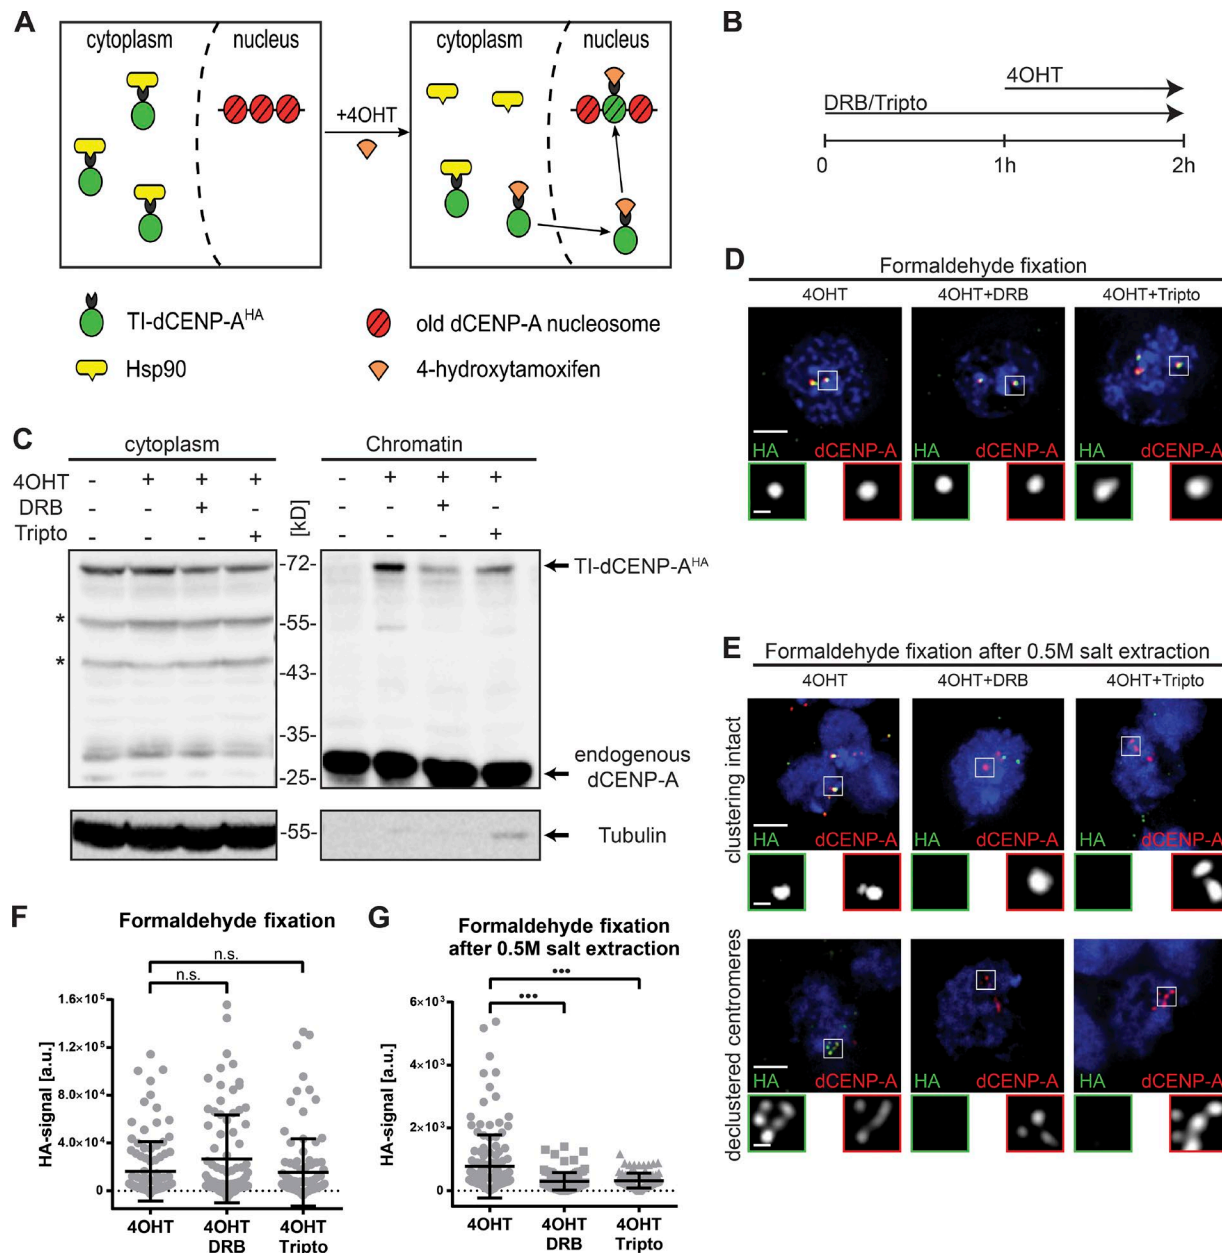 A
cytoplasm
nucleus
+4OHT
cytoplasm
nucleus
TI-dCENP-A^HA
old dCENP-A nucleosome
Hsp90
4-hydroxytamoxifen
B
4OHT
DRB/Tripto
0
1h
2h
C
cytoplasm
Chromatin
4OHT - + + + - + + +
DRB - - + - - - + -
Tripto - - - + - - - +
[kD]
-72-
-55-
-43-
-35-
-25-
-55-
*
*
TI-dCENP-A^HA
endogenous
dCENP-A
Tubulin
D
Formaldehyde fixation
4OHT
4OHT+DRB
4OHT+Tripto
HA dCENP-A
HA dCENP-A
HA dCENP-A
E
Formaldehyde fixation after 0.5M salt extraction
4OHT
4OHT+DRB
4OHT+Tripto
clustering intact
HA dCENP-A
HA dCENP-A
HA dCENP-A
declustered centromeres
HA dCENP-A
HA dCENP-A
HA dCENP-A
F
Formaldehyde fixation
n.s.
n.s.
HA-signal [a.u.]
1.6×10^5
1.2×10^5
8.0×10^4
4.0×10^4
0
4OHT
4OHT
DRB
4OHT
Tripto
G
Formaldehyde fixation
after 0.5M salt extraction
•••
•••
HA-signal [a.u.]
6×10^3
4×10^3
2×10^3
0
4OHT
4OHT
DRB
4OHT
Tripto